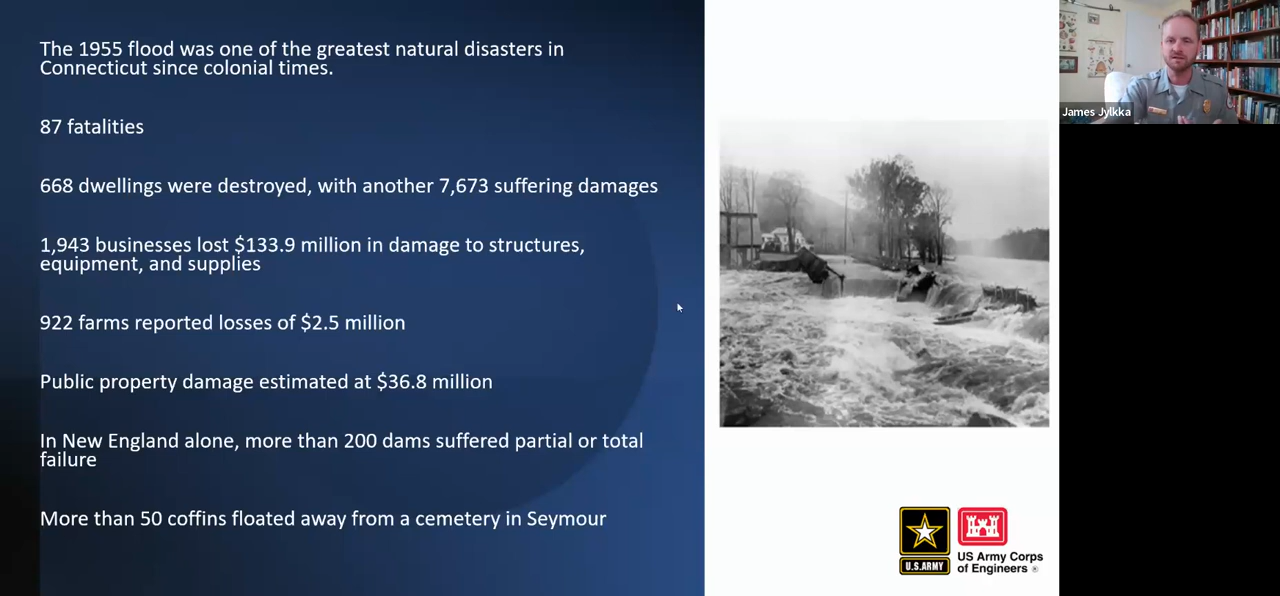 The 1955 flood was one of the greatest natural disasters in
Connecticut since colonial times.
87 fatalities
668 dwellings were destroyed, with another 7,673 suffering damages
1,943 businesses lost $133.9 million in damage to structures,
equipment, and supplies
922 farms reported losses of $2.5 million
Public property damage estimated at $36.8 million
In New England alone, more than 200 dams suffered partial or total
failure
More than 50 coffins floated away from a cemetery in Seymour
U.S.ARMY
US Army Corps
of Engineers ®
James Jylkka